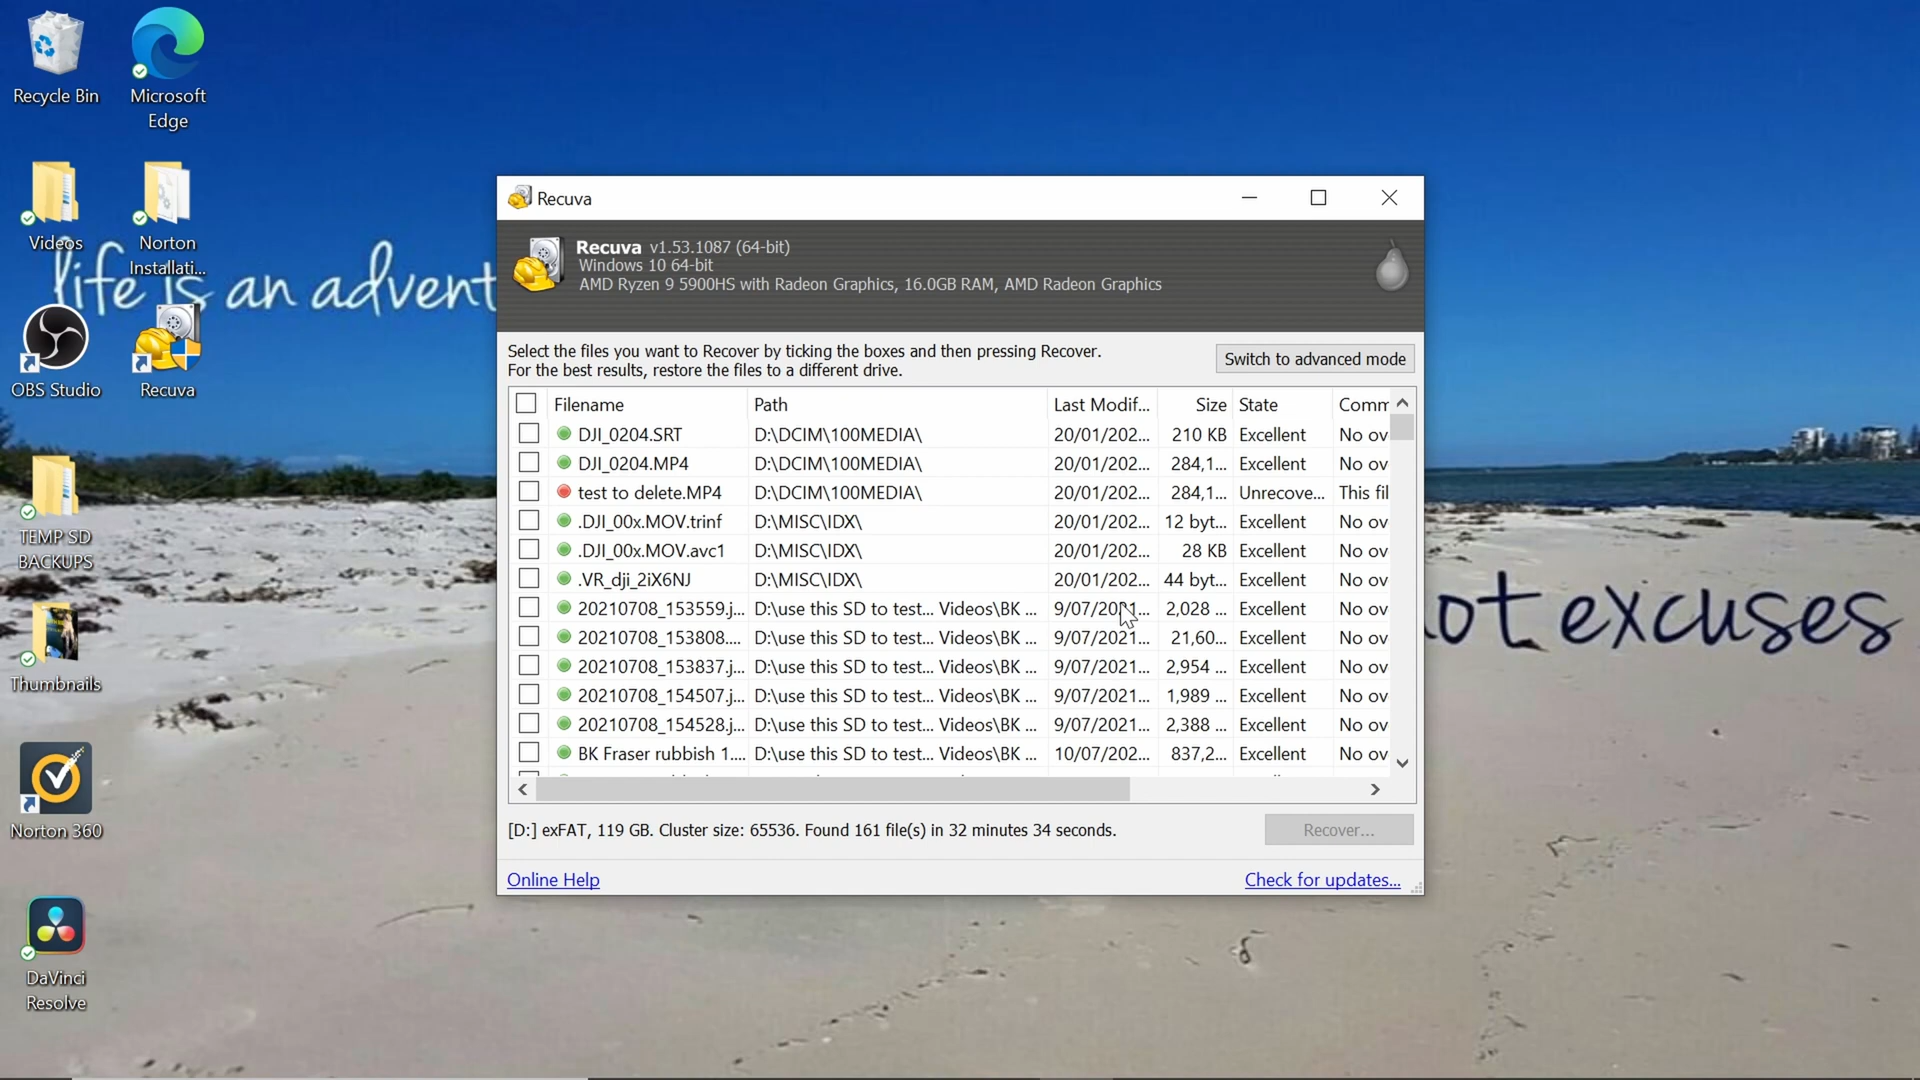 Recycle Bin
Microsoft
Edge
Videos
Norton
Installati...
life is an advent
OBS Studio
Recuva
TEMP SD
BACKUPS
Thumbnails
Norton 360
DaVinci
Resolve
Recuva
Recuva v1.53.1087 (64-bit)
Windows 10 64-bit
AMD Ryzen 9 5900HS with Radeon Graphics, 16.0GB RAM, AMD Radeon Graphics
Select the files you want to Recover by ticking the boxes and then pressing Recover.
For the best results, restore the files to a different drive.
Switch to advanced mode
Filename Path Last Modif... Size State Comm
DJI_0204.SRT D:\DCIM\100MEDIA\ 20/01/202... 210 KB Excellent No ov
DJI_0204.MP4 D:\DCIM\100MEDIA\ 20/01/202... 284,1... Excellent No ov
test to delete.MP4 D:\DCIM\100MEDIA\ 20/01/202... 284,1... Unrecove... This fil
.DJI_00x.MOV.trinf D:\MISC\IDX\ 20/01/202... 12 byt... Excellent No ov
.DJI_00x.MOV.avc1 D:\MISC\IDX\ 20/01/202... 28 KB Excellent No ov
.VR_dji_2iX6NJ D:\MISC\IDX\ 20/01/202... 44 byt... Excellent No ov
20210708_153559.j... D:\use this SD to test... Videos\BK ... 9/07/2021... 2,028 ... Excellent No ov
20210708_153808.... D:\use this SD to test... Videos\BK ... 9/07/2021... 21,60... Excellent No ov
20210708_153837.j... D:\use this SD to test... Videos\BK ... 9/07/2021... 2,954 ... Excellent No ov
20210708_154507.j... D:\use this SD to test... Videos\BK ... 9/07/2021... 1,989 ... Excellent No ov
20210708_154528.j... D:\use this SD to test... Videos\BK ... 9/07/2021... 2,388 ... Excellent No ov
BK Fraser rubbish 1.... D:\use this SD to test... Videos\BK ... 10/07/202... 837,2... Excellent No ov
[D:] exFAT, 119 GB. Cluster size: 65536. Found 161 file(s) in 32 minutes 34 seconds.
Recover...
Online Help
Check for updates...
ot excuses